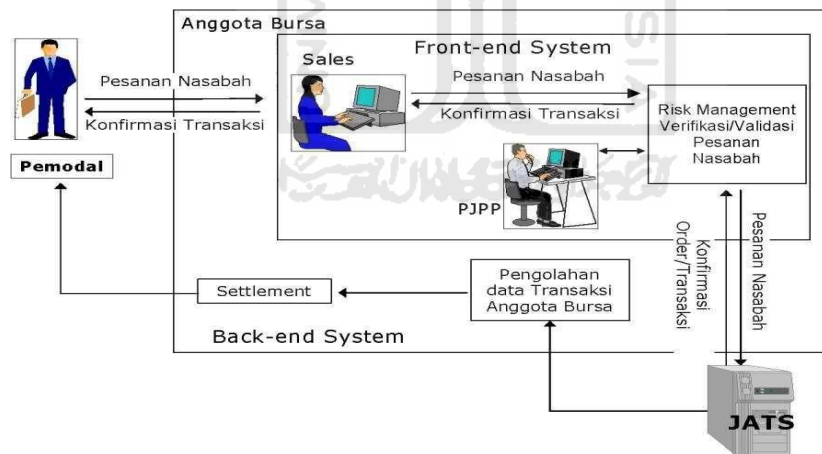 Anggota Bursa
Front-end System
Sales
Pesanan Nasabah
Konfirmasi Transaksi
Pemodal
Pesanan Nasabah
Konfirmasi Transaksi
Risk Management
Verifikasi/Validasi
Pesanan
Nasabah
PJPP
Konfirmasi
Order/Transaksi
Pesanan Nasabah
Settlement
Pengolahan
data Transaksi
Anggota Bursa
Back-end System
JATS